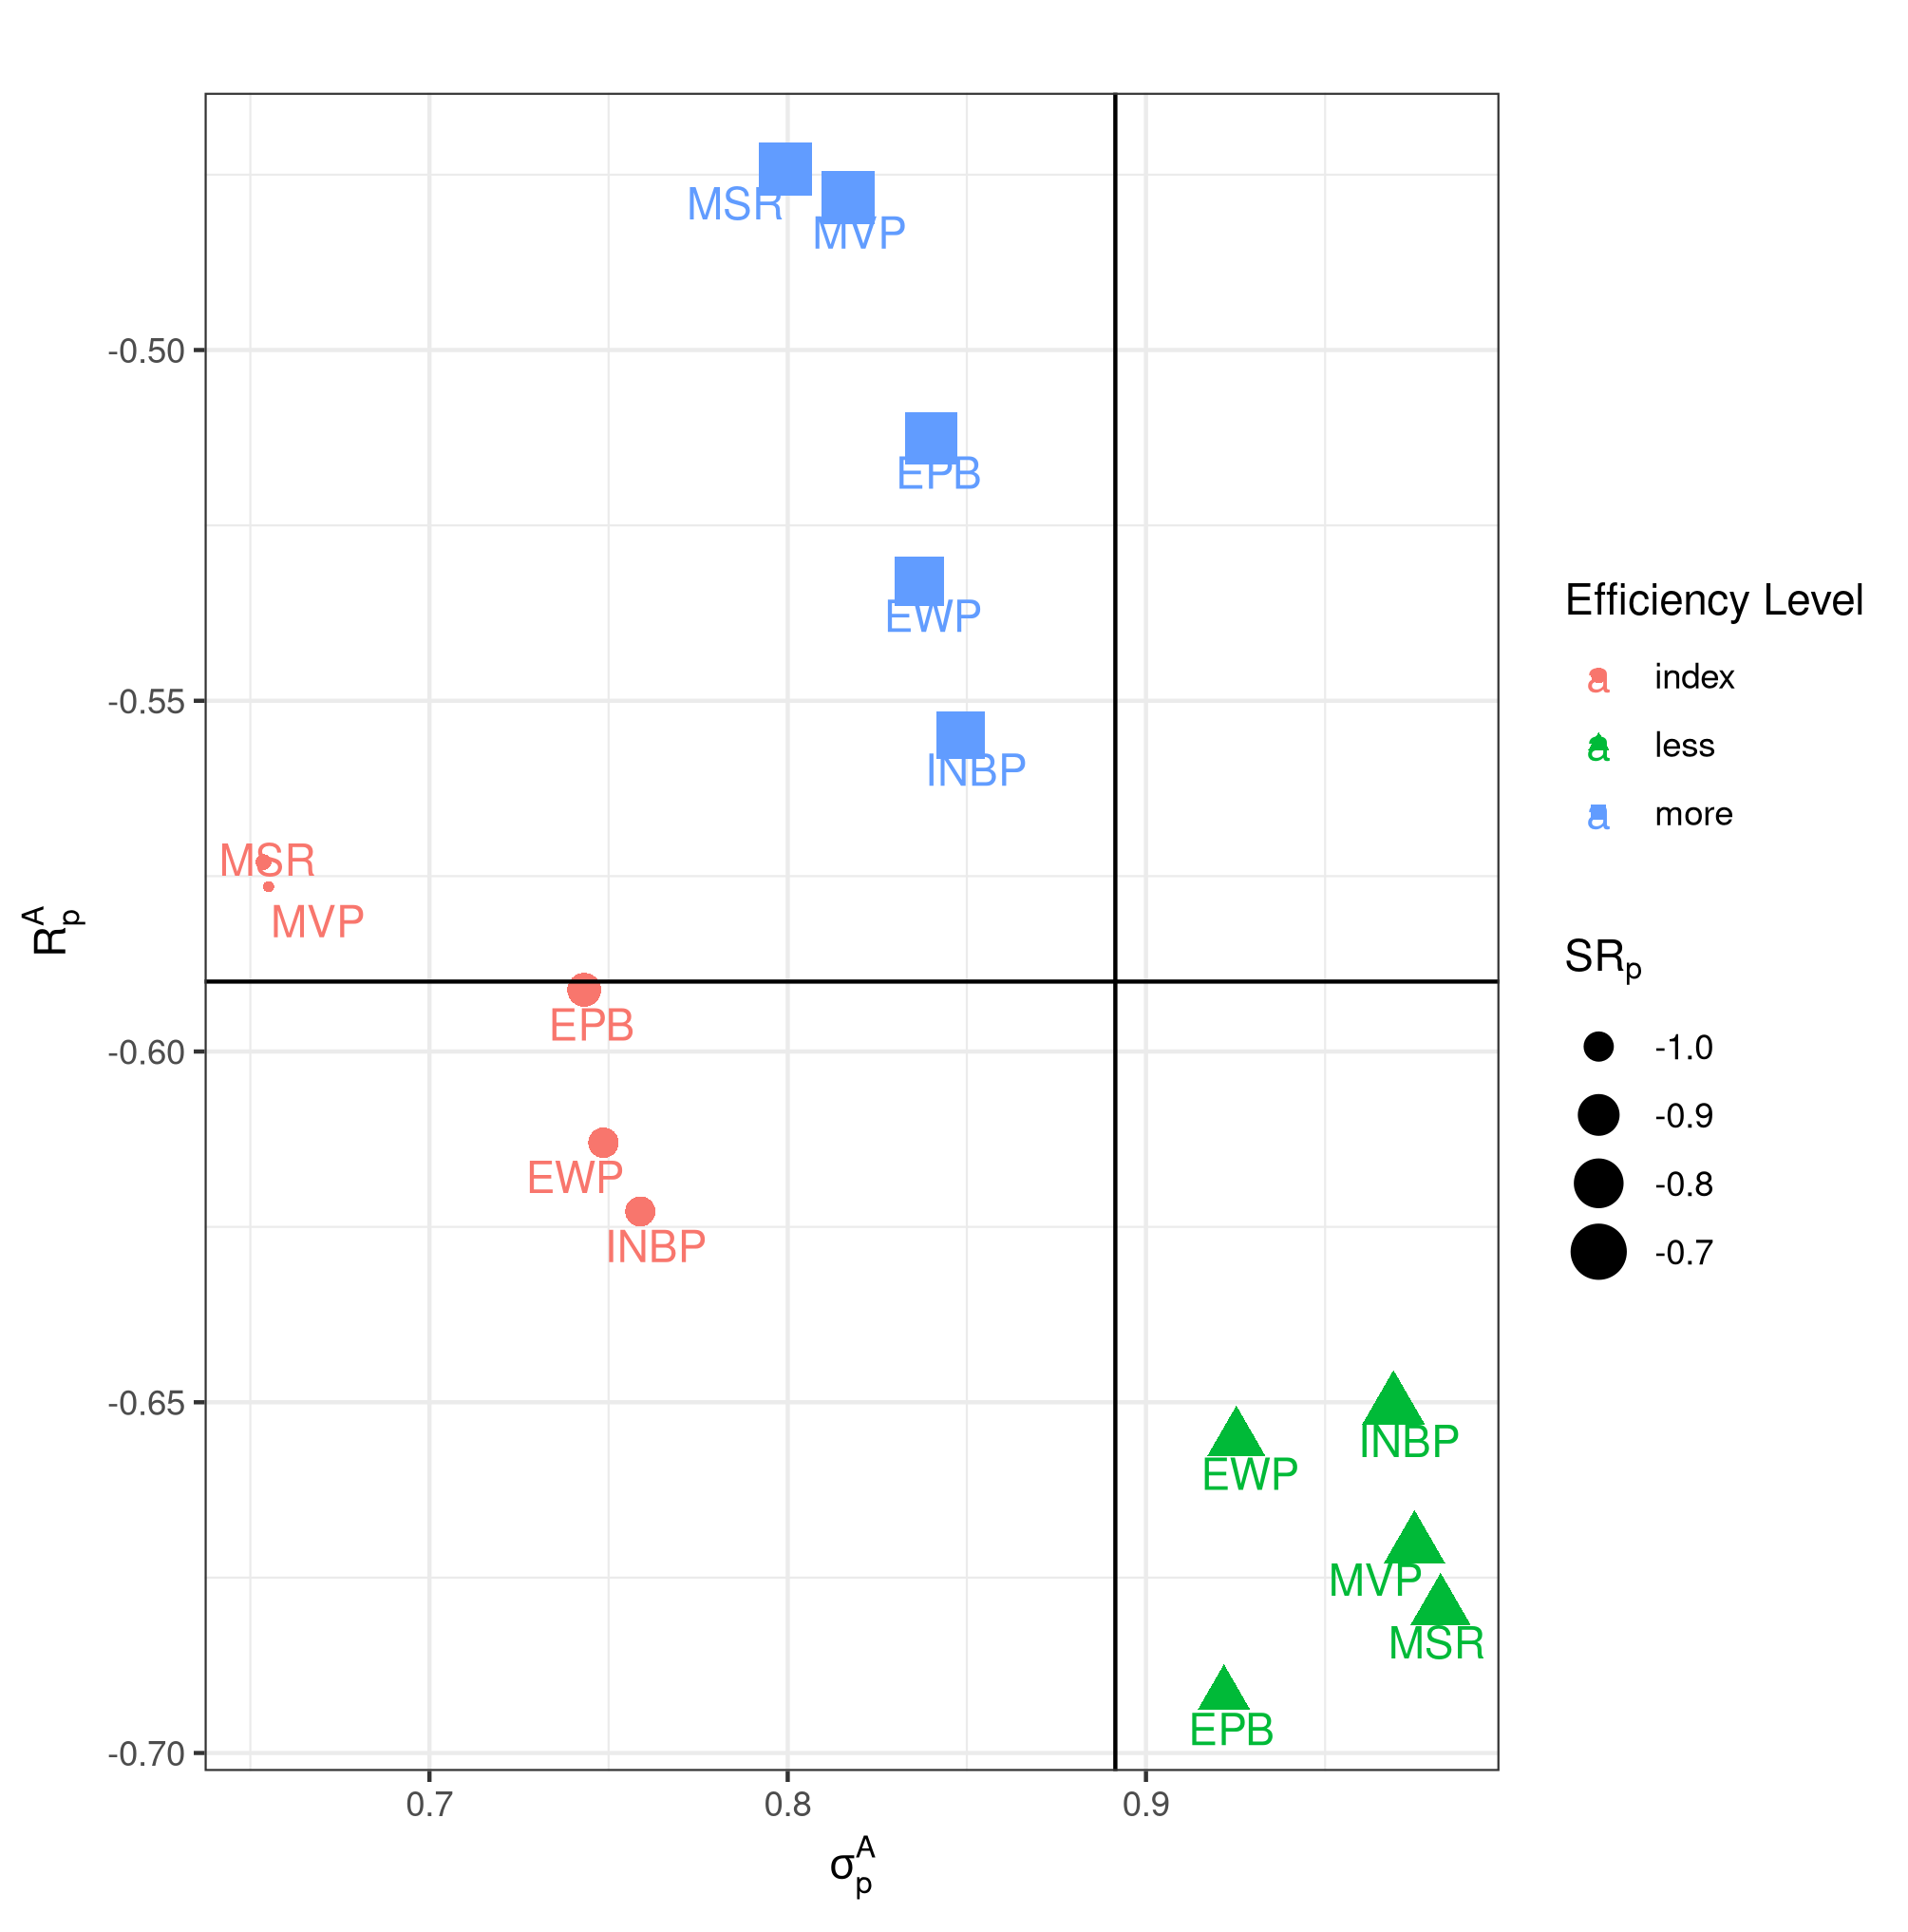 MSR
MVP
-0.50
EPB
EWP
-0.55
INBP
MSR
MVP
EPB
-0.60
EWP
INBP
-0.65
INBP
EWP
MVP
MSR
EPB
-0.70
0.7 0.8 0.9
σpA
RpA
Efficiency Level
a index
a less
a more
SRp
-1.0
-0.9
-0.8
-0.7